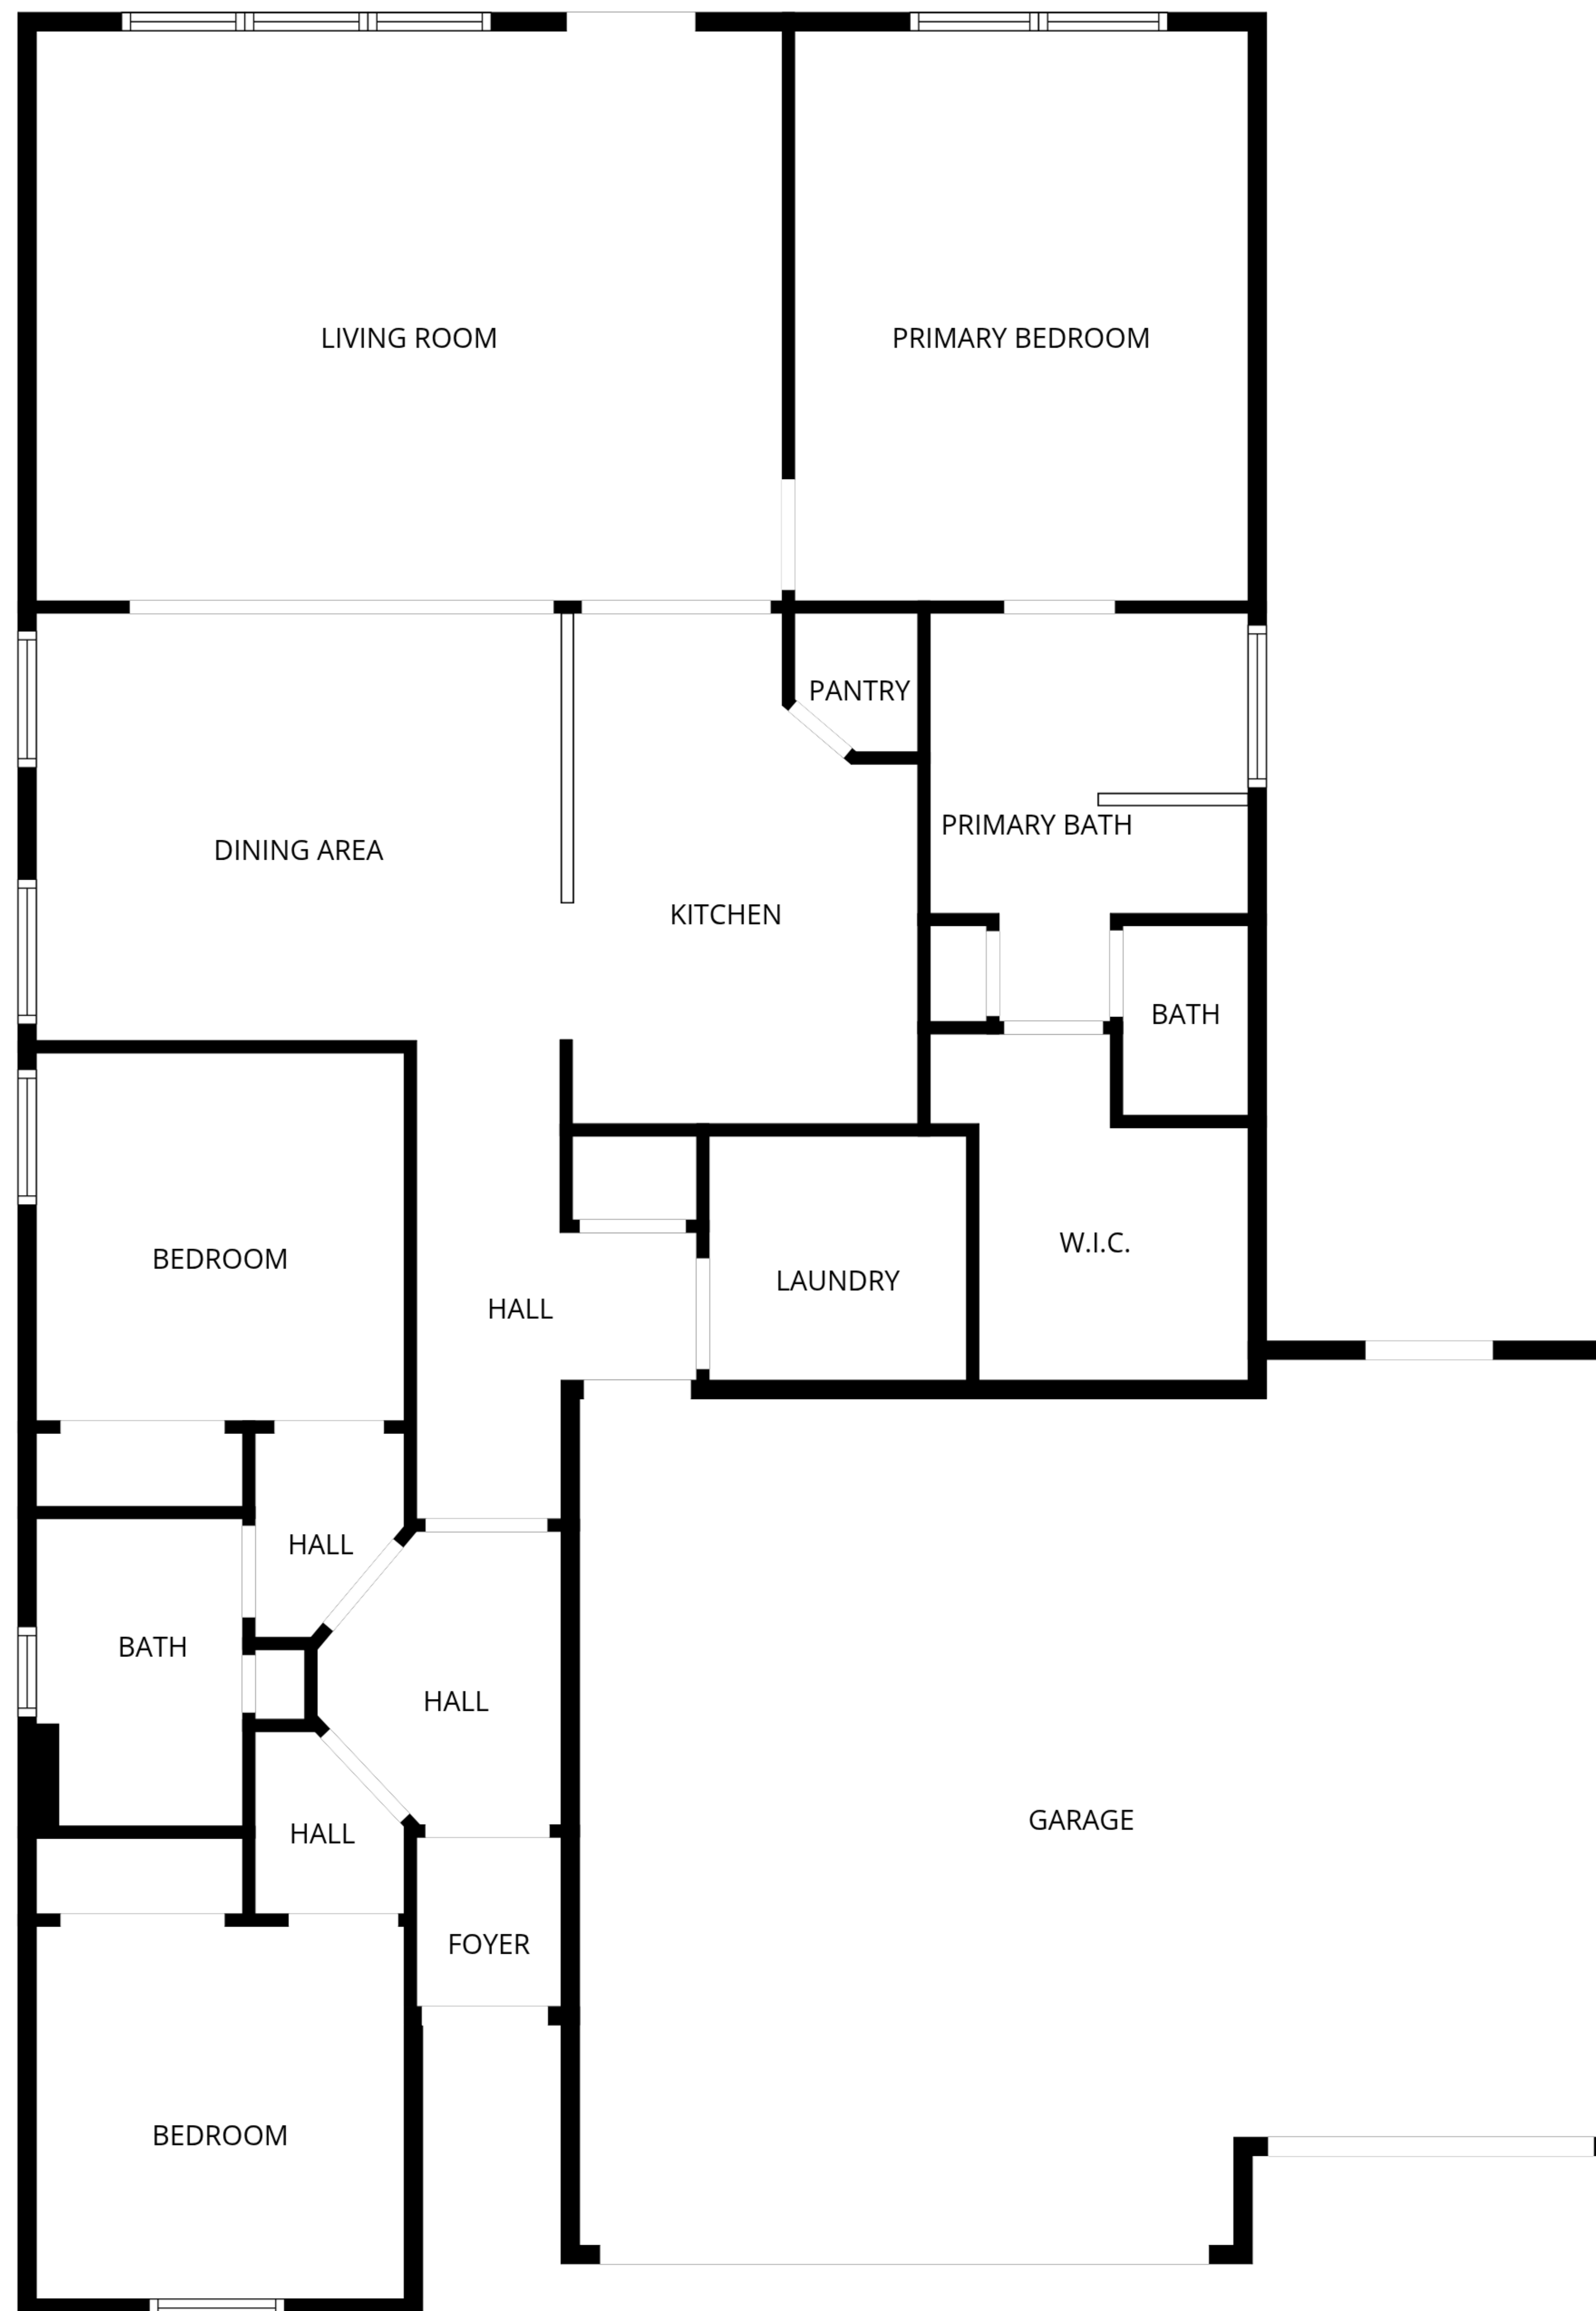 LIVING ROOM
PRIMARY BEDROOM
PANTRY
PRIMARY BATH
DINING AREA
KITCHEN
BATH
W.I.C.
BEDROOM
LAUNDRY
HALL
HALL
BATH
HALL
GARAGE
HALL
FOYER
BEDROOM